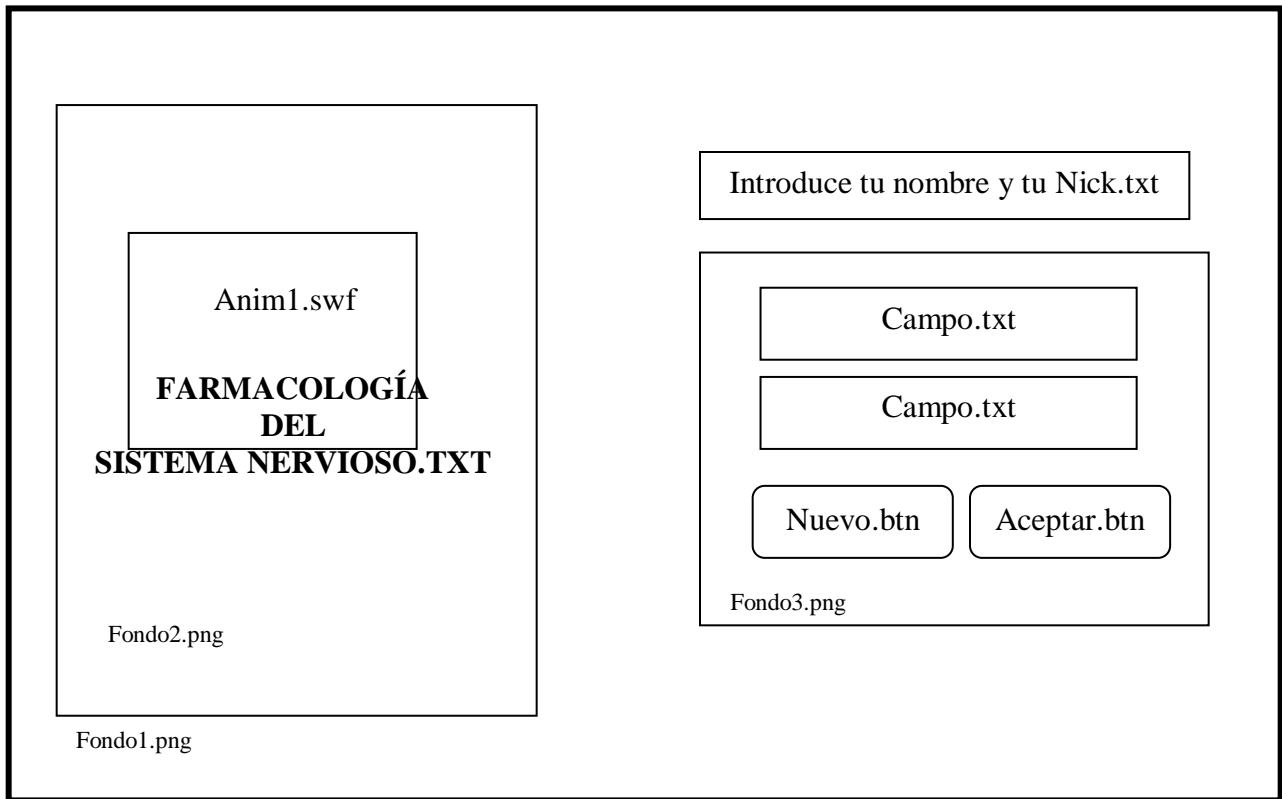 Anim1.swf
FARMACOLOGÍA
DEL
SISTEMA NERVIOSO.TXT
Fondo2.png
Fondo1.png
Introduce tu nombre y tu Nick.txt
Campo.txt
Campo.txt
Nuevo.btn
Aceptar.btn
Fondo3.png